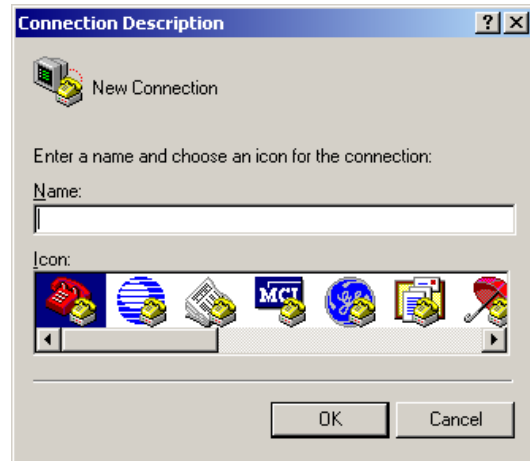 Connection Description
New Connection
Enter a name and choose an icon for the connection:
Name:
Icon:
MCI
OK
Cancel